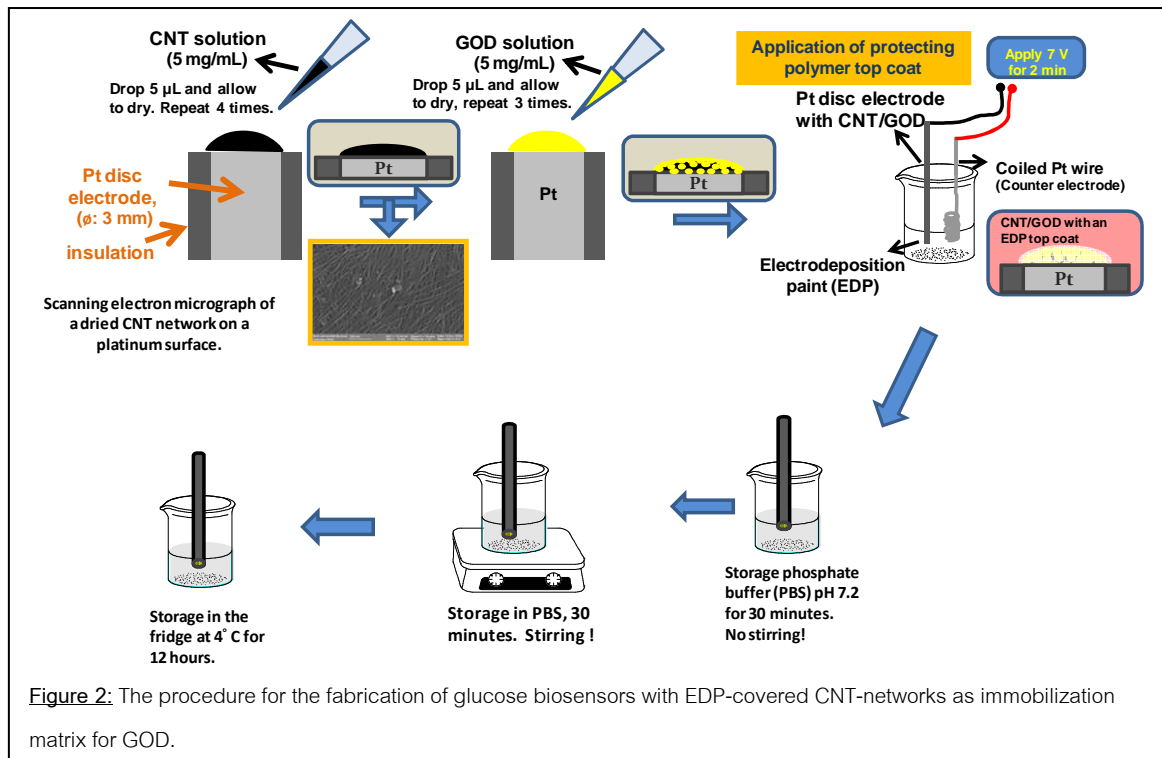 CNT solution
(5 mg/mL)
Drop 5 µL and allow
to dry. Repeat 4 times.
Pt disc
electrode,
(ø: 3 mm)
insulation
Pt
Scanning electron micrograph of
a dried CNT network on a
platinum surface.
GOD solution
(5 mg/mL)
Drop 5 µL and allow
to dry, repeat 3 times.
Pt
Pt
Application of protecting
polymer top coat
Apply 7 V
for 2 min
Pt disc electrode
with CNT/GOD
Coiled Pt wire
(Counter electrode)
Electrodeposition
paint (EDP)
CNT/GOD with an
EDP top coat
Pt
Storage phosphate
buffer (PBS) pH 7.2
for 30 minutes.
No stirring!
Storage in PBS, 30
minutes. Stirring !
Storage in the
fridge at 4° C for
12 hours.
Figure 2: The procedure for the fabrication of glucose biosensors with EDP-covered CNT-networks as immobilization
matrix for GOD.